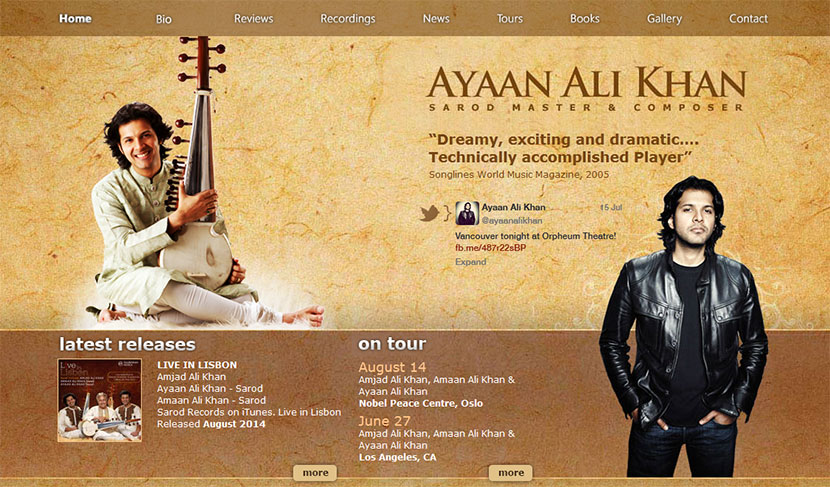 Home Bio Reviews Recordings News Tours Books Gallery Contact
AYAAN ALI KHAN
SAROD MASTER & COMPOSER
“Dreamy, exciting and dramatic....
Technically accomplished Player”
Songlines World Music Magazine, 2005
Ayaan Ali Khan 15 Jul
@ayaanalikhan
Vancouver tonight at Orpheum Theatre!
fb.me/487r22sBP
Expand
latest releases
Live in
Lisbon
LIVE IN LISBON
Amjad Ali Khan
Ayaan Ali Khan - Sarod
Amaan Ali Khan - Sarod
Sarod Records on iTunes. Live in Lisbon
Released August 2014
more
on tour
August 14
Amjad Ali Khan, Amaan Ali Khan &
Ayaan Ali Khan
Nobel Peace Centre, Oslo
June 27
Amjad Ali Khan, Amaan Ali Khan &
Ayaan Ali Khan
Los Angeles, CA
more